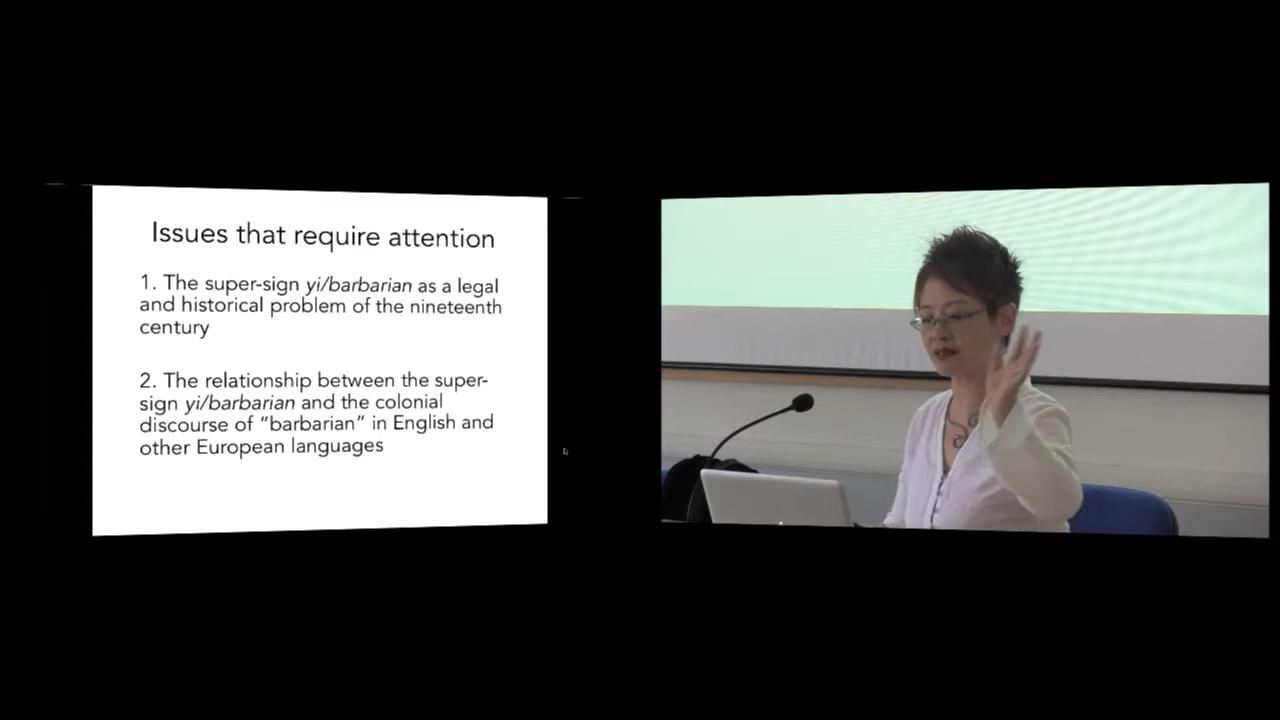 Issues that require attention
1. The super-sign yi/barbarian as a legal
and historical problem of the nineteenth
century
2. The relationship between the super-
sign yi/barbarian and the colonial
discourse of “barbarian” in English and
other European languages